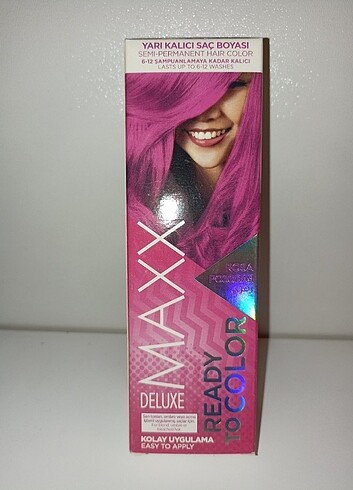 YARI KALICI SAÇ BOYASI
SEMI-PERMANENT HAIR COLOR
6-12 ŞAMPUANLAMAYA KADAR KALICI
LASTS UP TO 6-12 WASHES
MAXX
DELUXE
READY
TO COLOR
KOLAY UYGULAMA
EASY TO APPLY